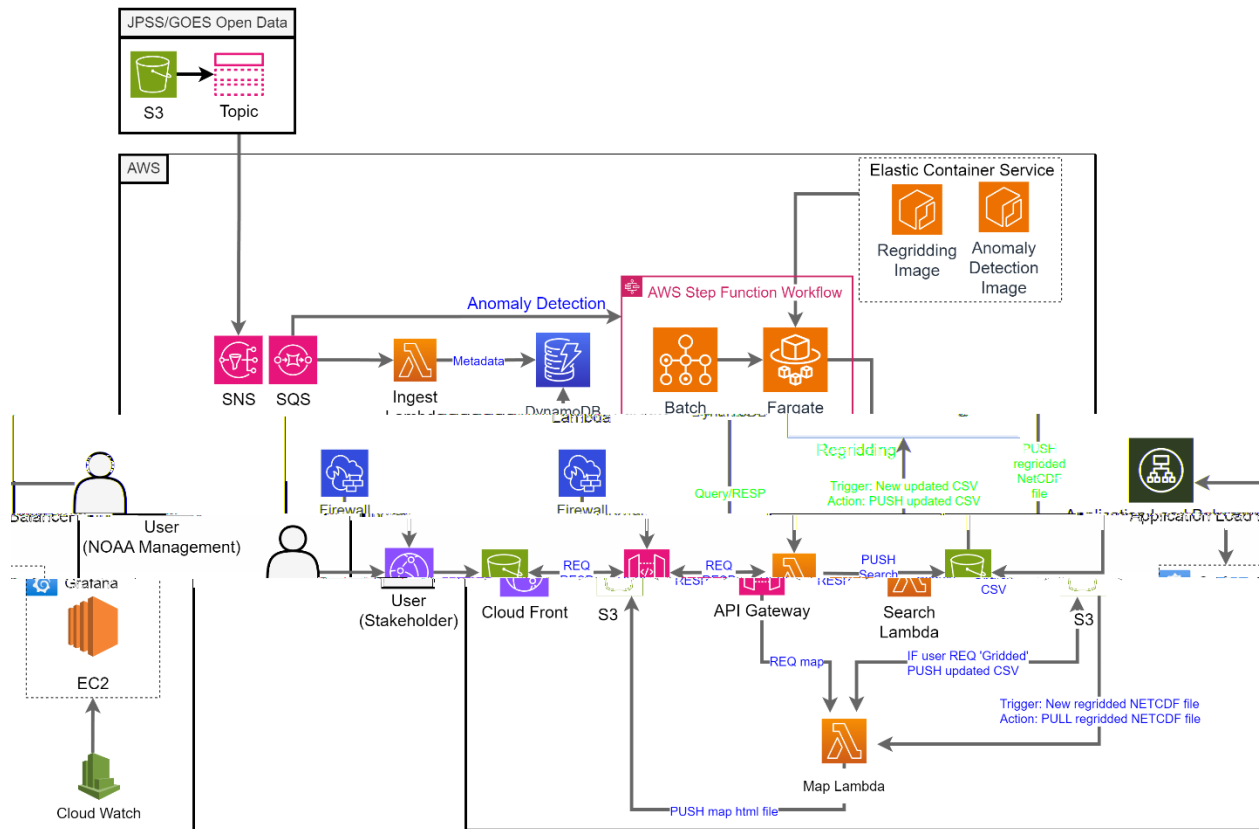 JPSS/GOES Open Data
S3
Topic
AWS
Elastic Container Service
Regridding
Image
Anomaly
Detection
Image
AWS Step Function Workflow
Anomaly Detection
Metadata
SNS
SQS
Ingest
Lambda
DynamoDB
Batch
Fargate
Regridding
PUSH
regridded
NetCDF
file
Trigger: New updated CSV
Action: PUSH updated CSV
Query/RESP
Firewall
Firewall
User
(NOAA Management)
PUSH
Search
CSV
REQ
REQ
RESP
RESP
Grafana
User
(Stakeholder)
Cloud Front
S3
API Gateway
Search
Lambda
S3
EC2
REQ map
IF user REQ 'Gridded'
PUSH updated CSV
Trigger: New regridded NETCDF file
Action: PULL regridded NETCDF file
Map Lambda
PUSH map html file
Cloud Watch